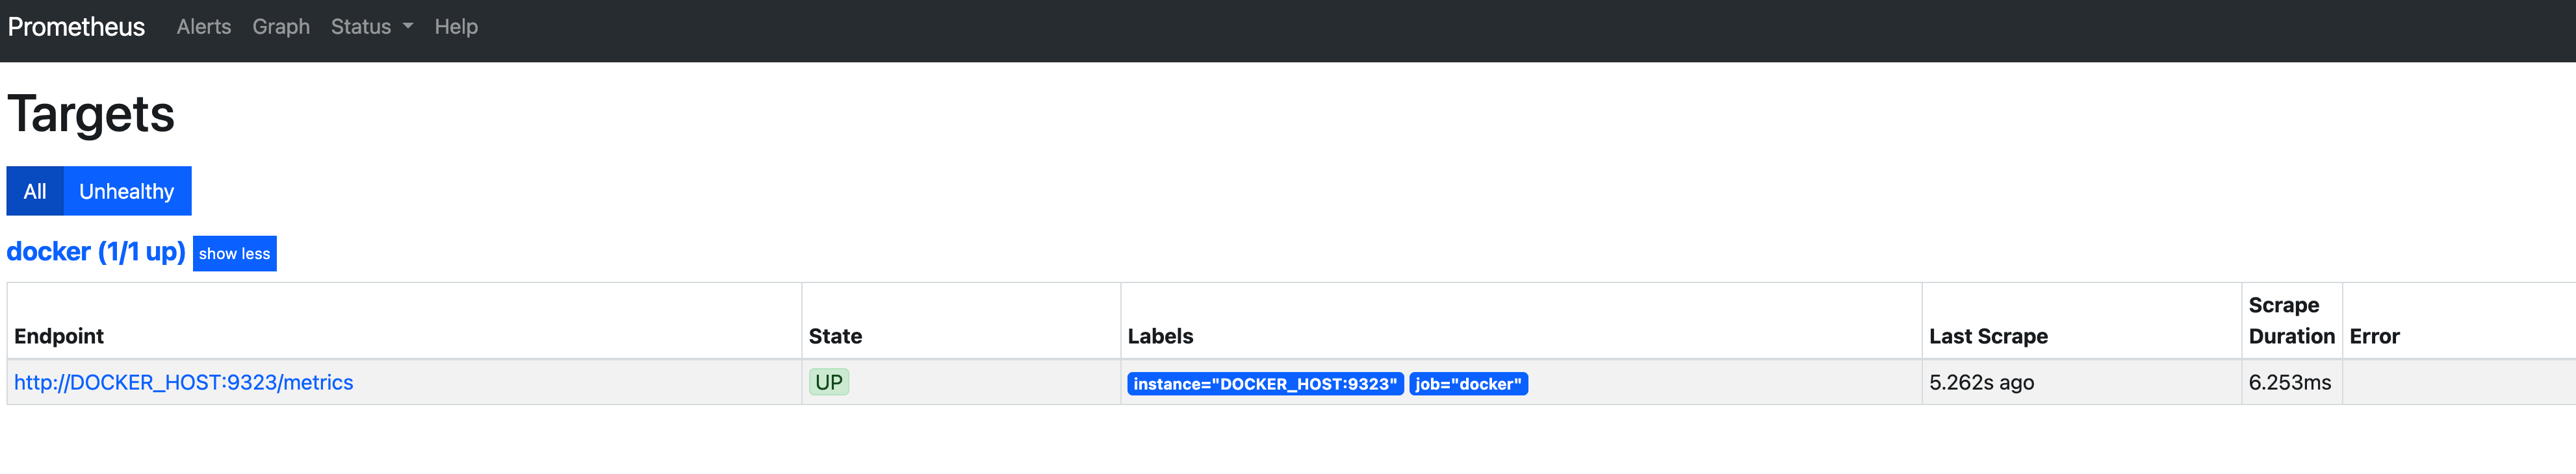 Prometheus Alerts Graph Status Help
Targets
All Unhealthy
docker (1/1 up) show less
Endpoint State Labels Last Scrape Scrape Duration Error
http://DOCKER_HOST:9323/metrics UP instance="DOCKER_HOST:9323" job="docker" 5.262s ago 6.253ms